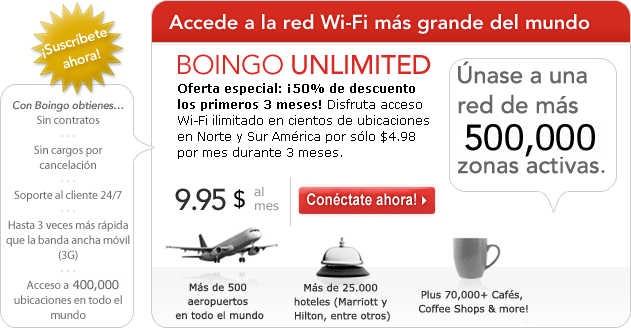 ¡Suscríbete
ahora!
Con Boingo obtienes...
Sin contratos
Sin cargos por
cancelación
Soporte al cliente 24/7
Hasta 3 veces más rápida
que la banda ancha móvil
(3G)
Acceso a 400,000
ubicaciones en todo el
mundo
Accede a la red Wi-Fi más grande del mundo
BOINGO UNLIMITED
Oferta especial: ¡50% de descuento
los primeros 3 meses! Disfruta acceso
Wi-Fi ilimitado en cientos de ubicaciones
en Norte y Sur América por sólo $4.98
por mes durante 3 meses.
9.95 $ al
mes
Conéctate ahora!
Únase a una
red de más
500,000
zonas activas.
Más de 500
aeropuertos
en todo el mundo
Más de 25.000
hoteles (Marriott y
Hilton, entre otros)
Plus 70,000+ Cafés,
Coffee Shops & more!